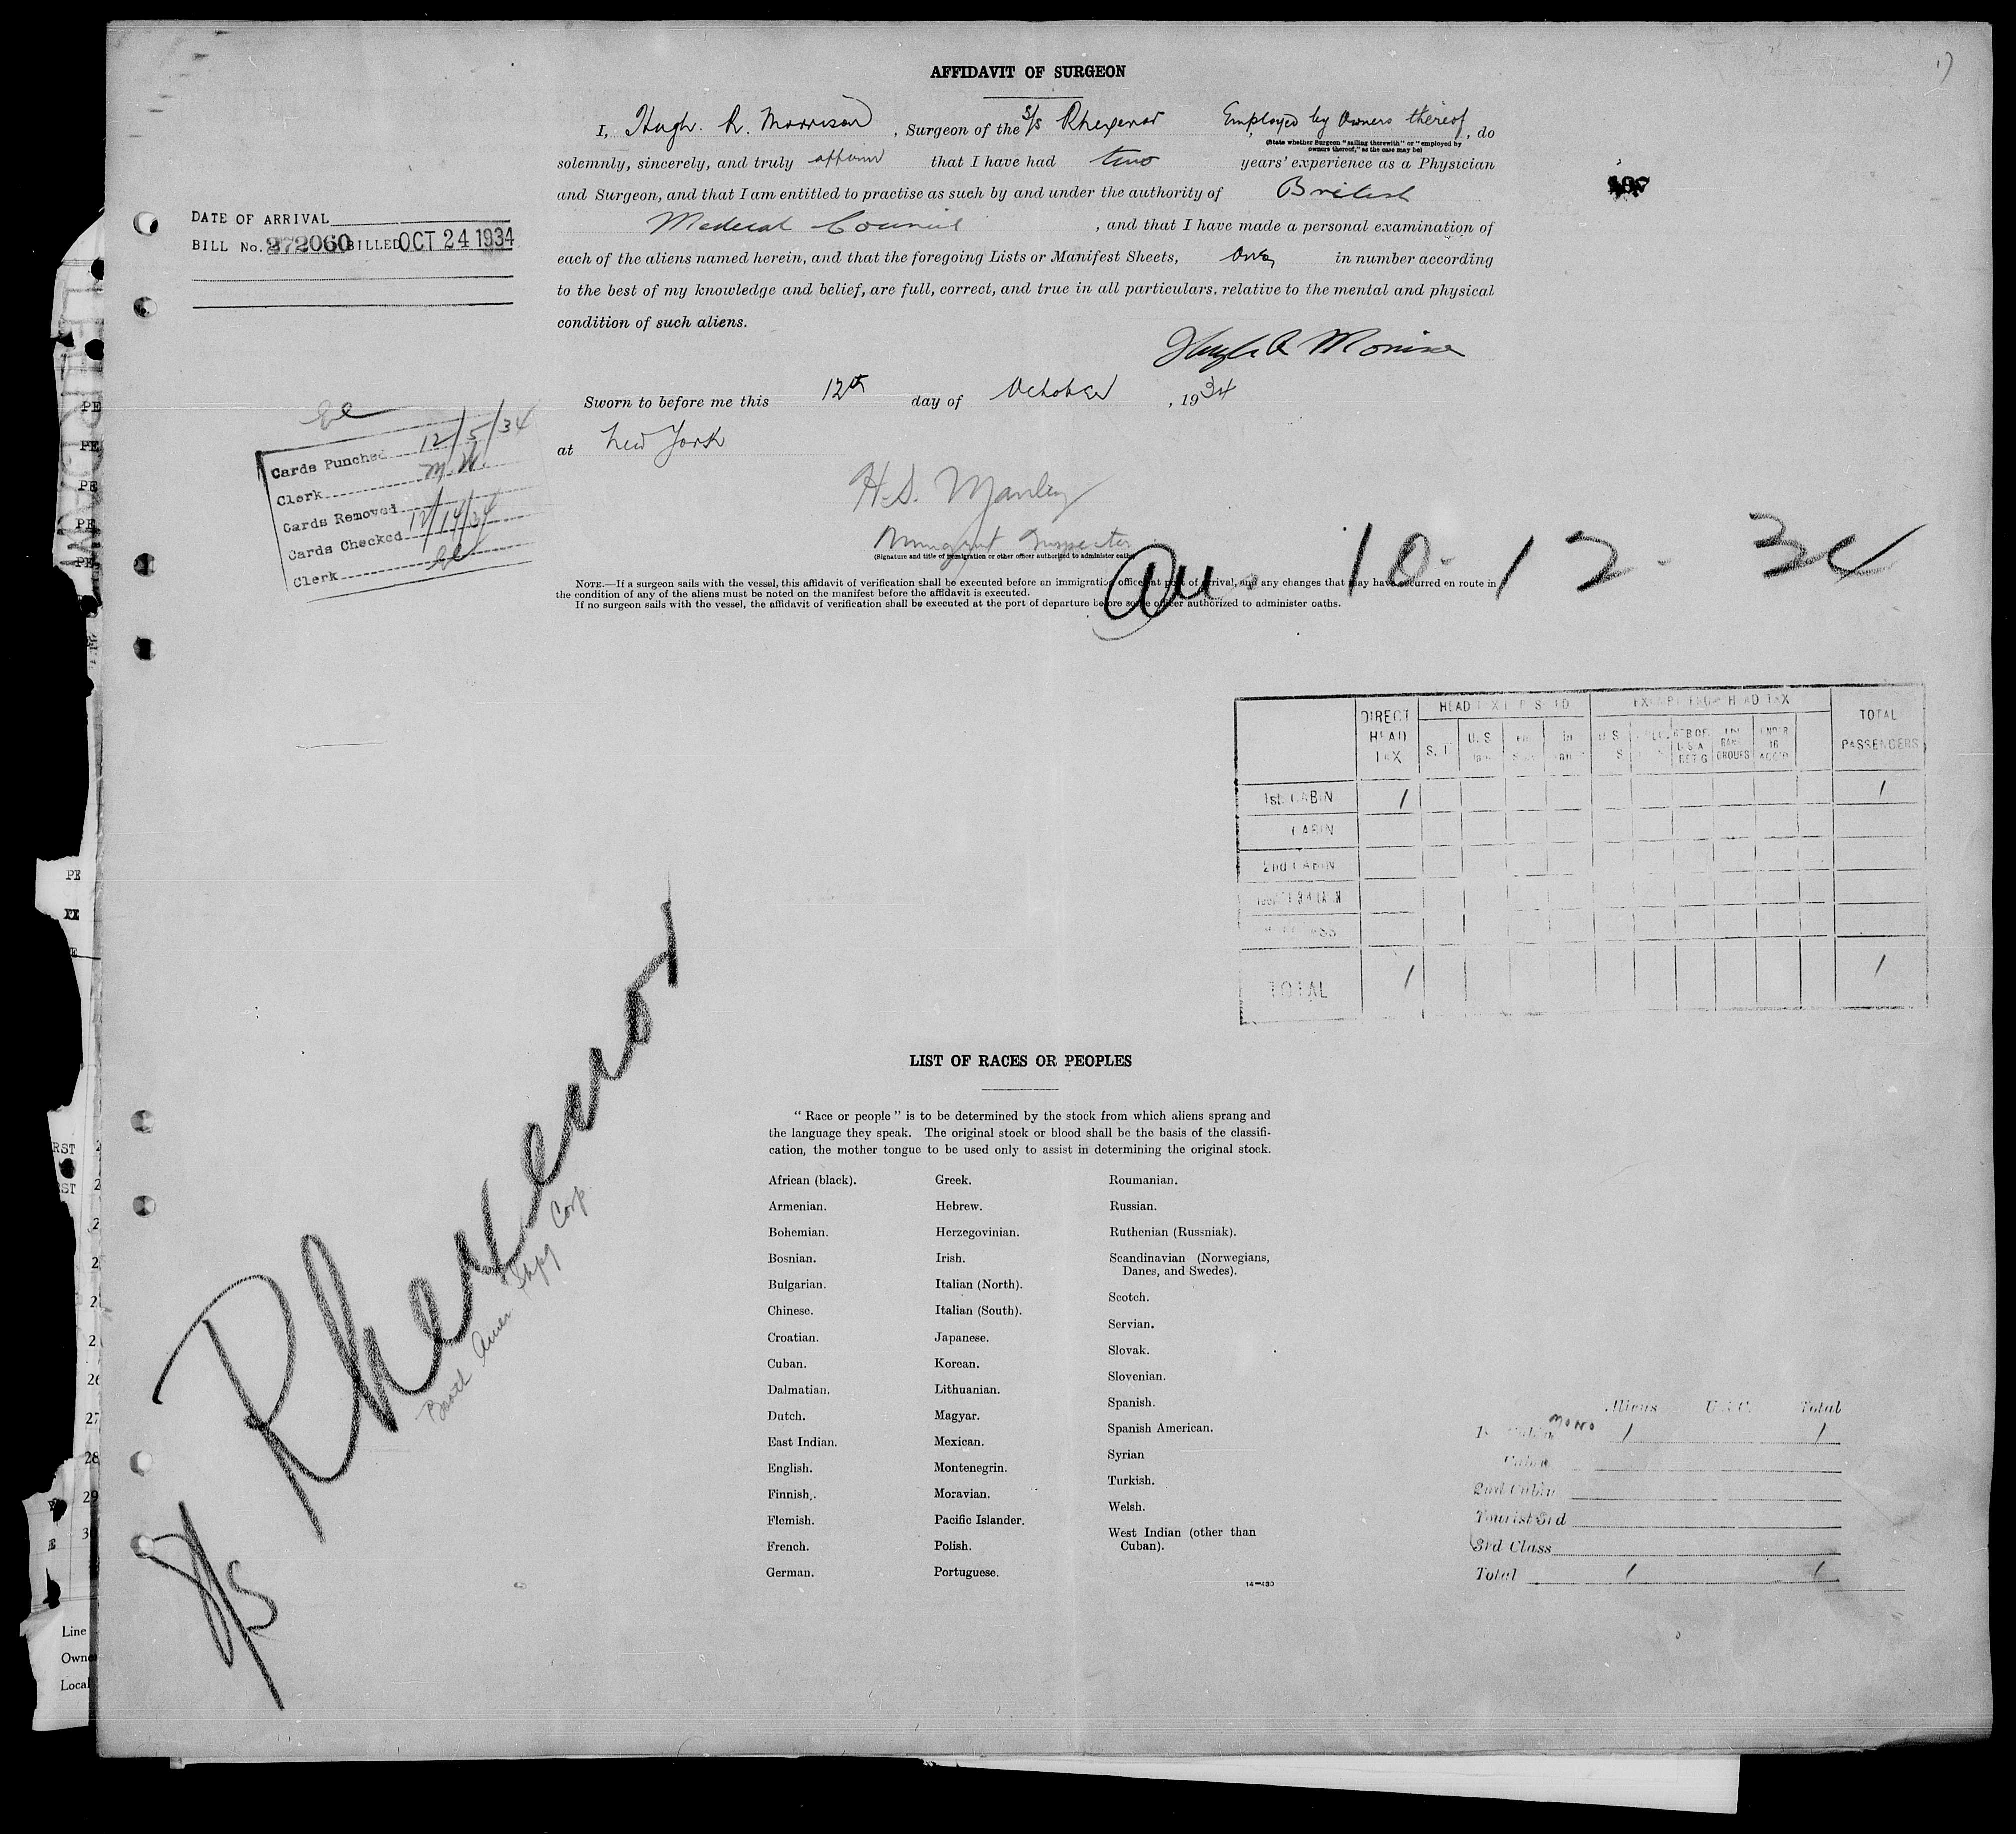 AFFIDAVIT OF SURGEON
I, Hugh. R. Morrison, Surgeon of the S/S Rhexenor Employed by Owners thereof, do
(State whether Surgeon "sailing therewith" or "employed by
owners thereof," as the case may be)
solemnly, sincerely, and truly affirm that I have had two years' experience as a Physician
and Surgeon, and that I am entitled to practise as such by and under the authority of British
Medical Council, and that I have made a personal examination of
each of the aliens named herein, and that the foregoing Lists or Manifest Sheets, One, in number according
to the best of my knowledge and belief, are full, correct, and true in all particulars. relative to the mental and physical
condition of such aliens.
Hugh R Morrison
Sworn to before me this 12th day of October, 1934
at New York
H.S. Manley
Immigrant Inspector
(Signature and title of immigration or other officer authorized to administer oaths)
NOTE.—If a surgeon sails with the vessel, this affidavit of verification shall be executed before an immigration officer at port of arrival, and any changes that may have occurred en route in
the condition of any of the aliens must be noted on the manifest before the affidavit is executed.
If no surgeon sails with the vessel, the affidavit of verification shall be executed at the port of departure before some officer authorized to administer oaths.
DATE OF ARRIVAL
BILL No. 272060 BILLED OCT 24 1934
Cards Punched 12/5/34
Clerk M.W.
Cards Removed
Cards Checked 12/14/34
Clerk
10-12-34
DIRECT HEAD TAX
TOTAL PASSENGERS
1st CABIN 1 1
CABIN
2nd CABIN
TOTAL 1 1
S/S Rhexenor
Booth Amer Shpg Corp.
LIST OF RACES OR PEOPLES
"Race or people" is to be determined by the stock from which aliens sprang and
the language they speak. The original stock or blood shall be the basis of the classifi-
cation, the mother tongue to be used only to assist in determining the original stock.
African (black).
Armenian.
Bohemian.
Bosnian.
Bulgarian.
Chinese.
Croatian.
Cuban.
Dalmatian.
Dutch.
East Indian.
English.
Finnish.
Flemish.
French.
German.
Greek.
Hebrew.
Herzegovinian.
Irish.
Italian (North).
Italian (South).
Japanese.
Korean.
Lithuanian.
Magyar.
Mexican.
Montenegrin.
Moravian.
Pacific Islander.
Polish.
Portuguese.
Roumanian.
Russian.
Ruthenian (Russniak).
Scandinavian (Norwegians,
Danes, and Swedes).
Scotch.
Servian.
Slovak.
Slovenian.
Spanish.
Spanish American.
Syrian
Turkish.
Welsh.
West Indian (other than
Cuban).
14—430
Aliens U.S.C. Total
1st Cabin 1 1
Cabin
2nd Cabin
Tourist 3rd
3rd Class
Total 1 1
Line
Owne
Local